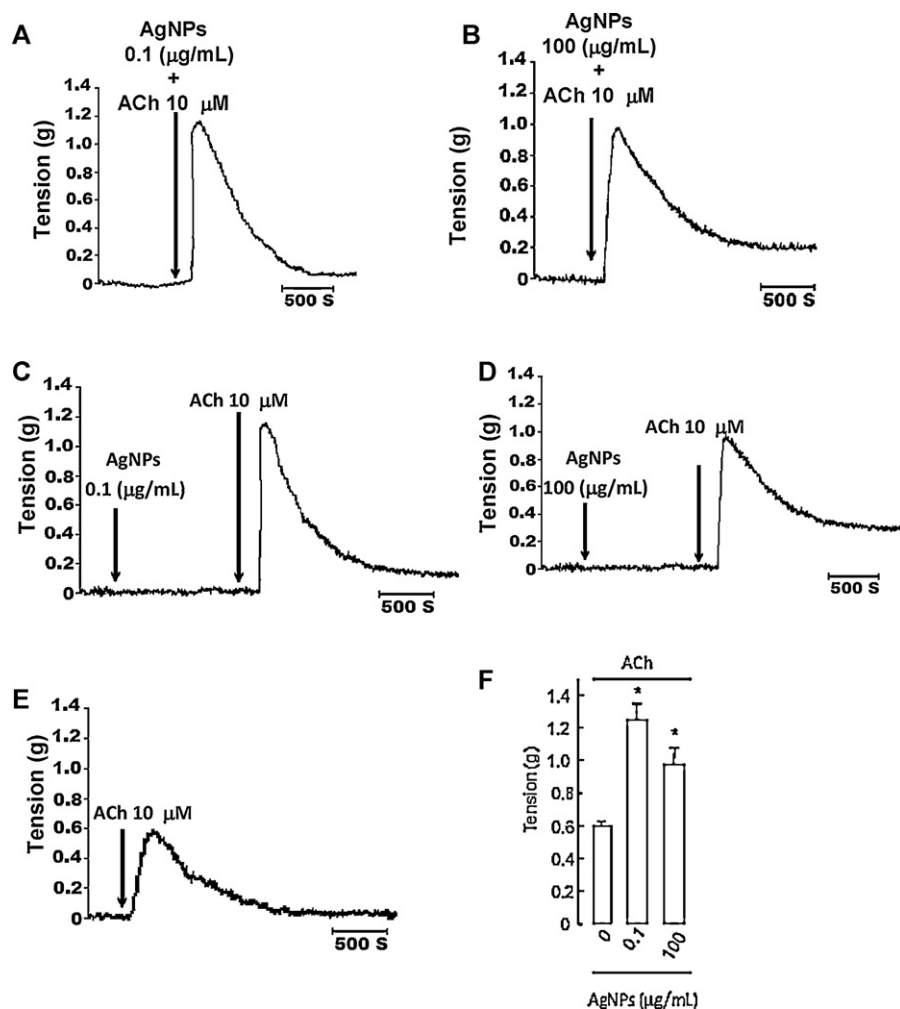 A
AgNPs
0.1 (µg/mL)
+
ACh 10 µM
Tension (g)
1.4
1.2
1.0
0.8
0.6
0.4
0.2
0
500 S
B
AgNPs
100 (µg/mL)
+
ACh 10 µM
Tension (g)
1.4
1.2
1.0
0.8
0.6
0.4
0.2
0
500 S
C
ACh 10 µM
AgNPs
0.1 (µg/mL)
Tension (g)
1.4
1.2
1.0
0.8
0.6
0.4
0.2
0
500 S
D
ACh 10 µM
AgNPs
100 (µg/mL)
Tension (g)
1.4
1.2
1.0
0.8
0.6
0.4
0.2
0
500 S
E
ACh 10 µM
Tension (g)
1.4
1.2
1.0
0.8
0.6
0.4
0.2
0
500 S
F
ACh
Tension(g)
1.4
1.2
1.0
0.8
0.6
0.4
0.2
0
*
*
0 0.1 100
AgNPs (µg/mL)